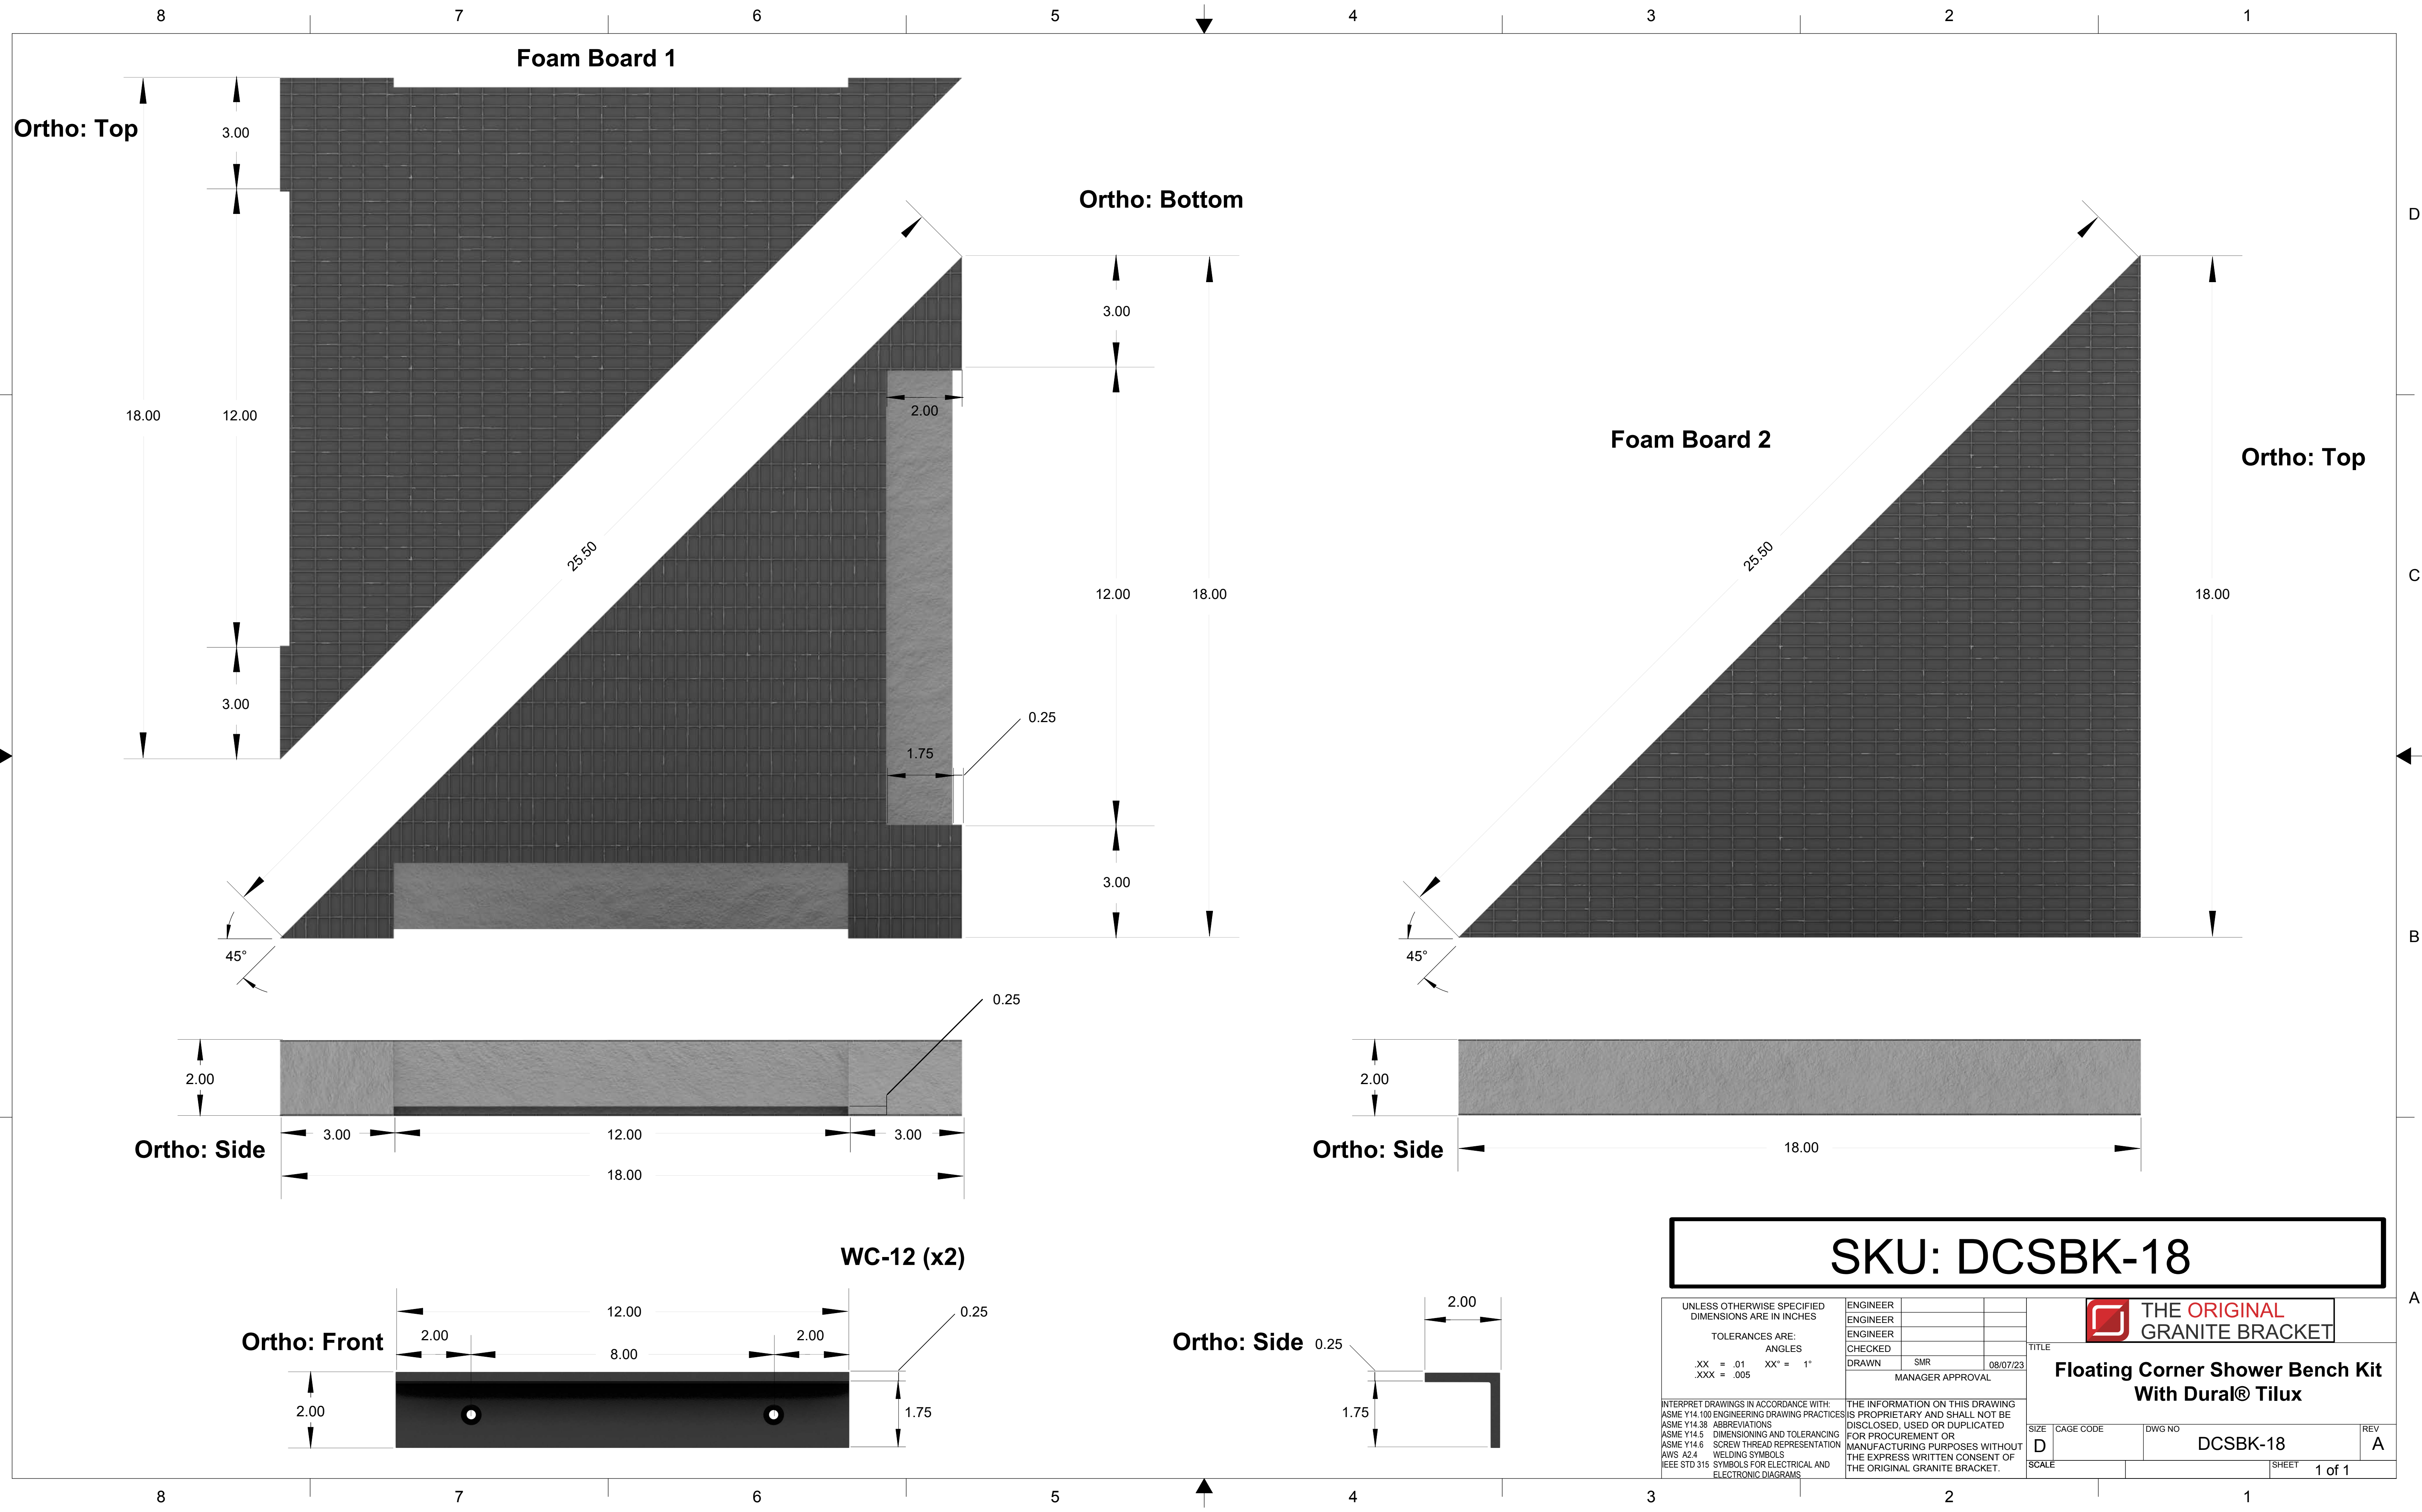 8 7 6 5 4 3 2 1
Foam Board 1
Ortho: Top
3.00
18.00
12.00
3.00
Ortho: Bottom
25.50
3.00
2.00
12.00
18.00
0.25
1.75
3.00
45°
D
C
B
A
Foam Board 2
Ortho: Top
25.50
18.00
45°
0.25
2.00
3.00
12.00
3.00
Ortho: Side
18.00
2.00
Ortho: Side
18.00
WC-12 (x2)
12.00
0.25
Ortho: Front
2.00
2.00
8.00
2.00
1.75
2.00
Ortho: Side
0.25
1.75
SKU: DCSBK-18
UNLESS OTHERWISE SPECIFIED
DIMENSIONS ARE IN INCHES
TOLERANCES ARE:
ANGLES
.XX = .01 XX° = 1°
.XXX = .005
INTERPRET DRAWINGS IN ACCORDANCE WITH:
ASME Y14.100 ENGINEERING DRAWING PRACTICES
ASME Y14.38 ABBREVIATIONS
ASME Y14.5 DIMENSIONING AND TOLERANCING
ASME Y14.6 SCREW THREAD REPRESENTATION
AWS A2.4 WELDING SYMBOLS
IEEE STD 315 SYMBOLS FOR ELECTRICAL AND
ELECTRONIC DIAGRAMS
ENGINEER
ENGINEER
ENGINEER
CHECKED
DRAWN SMR 08/07/23
MANAGER APPROVAL
THE INFORMATION ON THIS DRAWING
IS PROPRIETARY AND SHALL NOT BE
DISCLOSED, USED OR DUPLICATED
FOR PROCUREMENT OR
MANUFACTURING PURPOSES WITHOUT
THE EXPRESS WRITTEN CONSENT OF
THE ORIGINAL GRANITE BRACKET.
THE ORIGINAL
GRANITE BRACKET
TITLE
Floating Corner Shower Bench Kit
With Dural® Tilux
SIZE CAGE CODE DWG NO REV
D DCSBK-18 A
SCALE SHEET 1 of 1
8 7 6 5 4 3 2 1